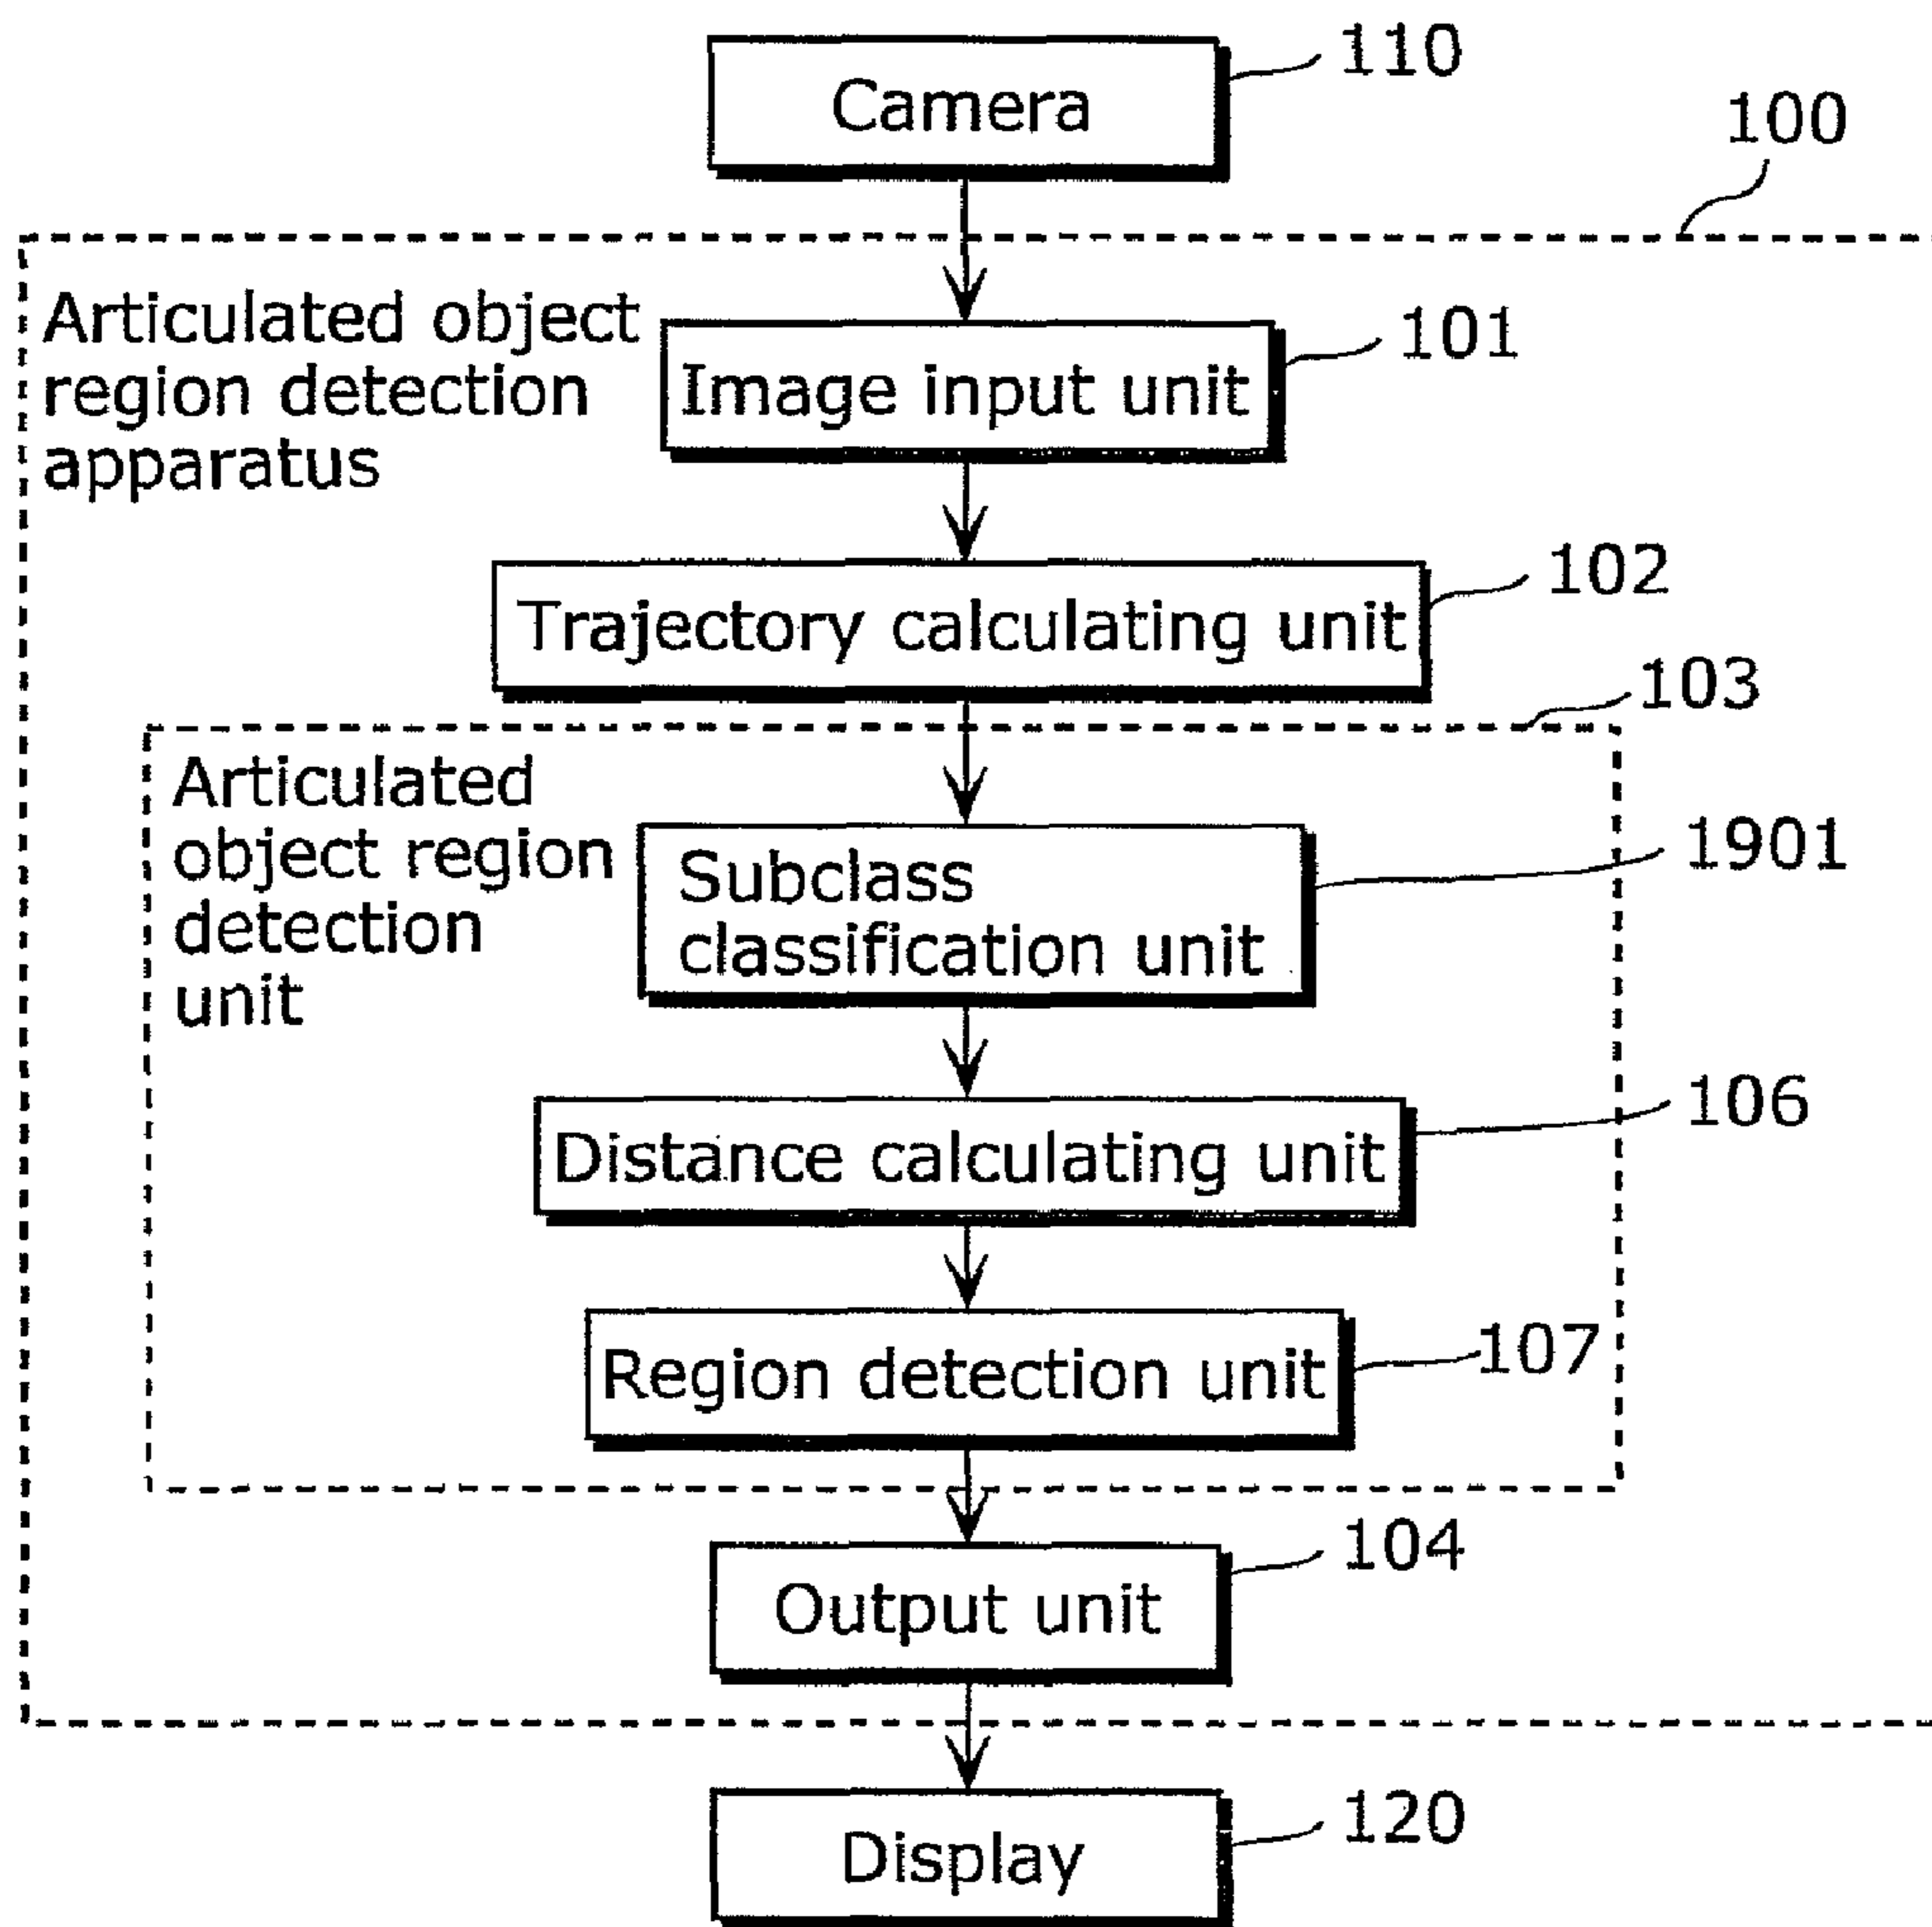 Camera
110
100
Articulated object
region detection
apparatus
Image input unit
101
Trajectory calculating unit
102
103
Articulated
object region
detection
unit
Subclass
classification unit
1901
Distance calculating unit
106
Region detection unit
107
Output unit
104
Display
120